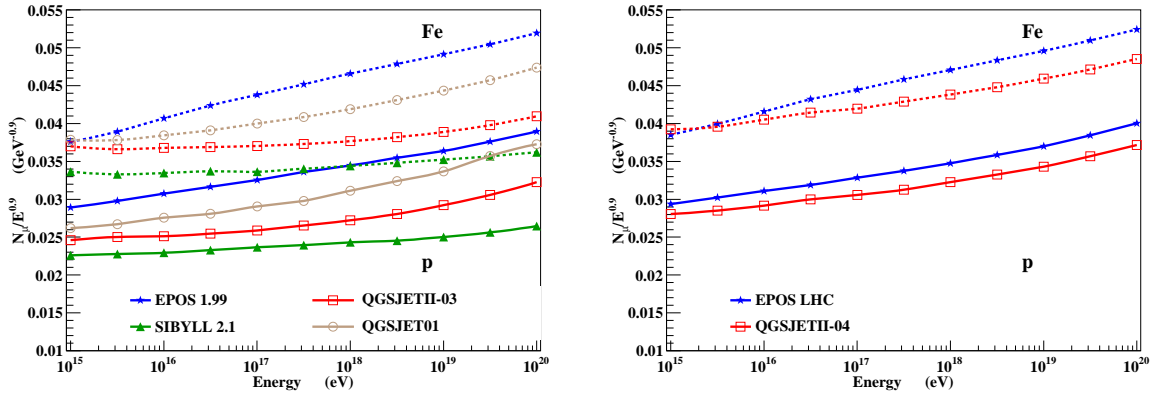 0.055
0.05
0.045
0.04
0.035
0.03
0.025
0.02
0.015
0.01
Nμ/E^0.9 (GeV^-0.9)
Fe
p
EPOS 1.99
QGSJETII-03
SIBYLL 2.1
QGSJET01
10^15 10^16 10^17 10^18 10^19 10^20
Energy (eV)
0.055
0.05
0.045
0.04
0.035
0.03
0.025
0.02
0.015
0.01
Nμ/E^0.9 (GeV^-0.9)
Fe
p
EPOS LHC
QGSJETII-04
10^15 10^16 10^17 10^18 10^19 10^20
Energy (eV)